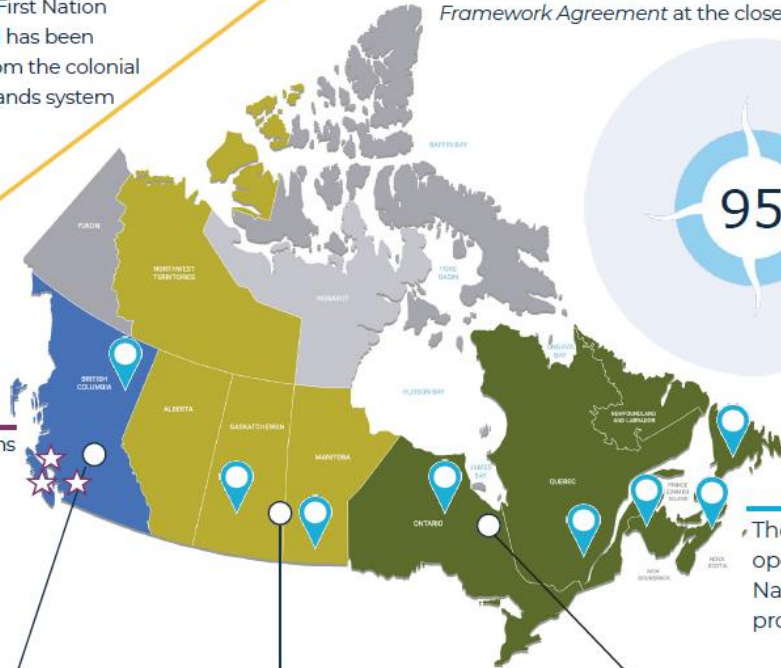 First Nation
has been
om the colonial
ands system
Framework Agreement at the close
95
BAFFIN BAY
YUKON
NORTHWEST
TERRITORIES
NUNAVUT
FOXE
BASIN
UNGAVA
BAY
HUDSON BAY
BRITISH
COLUMBIA
ALBERTA
SASKATCHEWAN
MANITOBA
NEWFOUNDLAND
AND LABRADOR
JAMES
BAY
QUEBEC
PRINCE
EDWARD
ISLAND
ONTARIO
NEW
BRUNSWICK
NOVA
SCOTIA
ns
The
ope
Na
pro